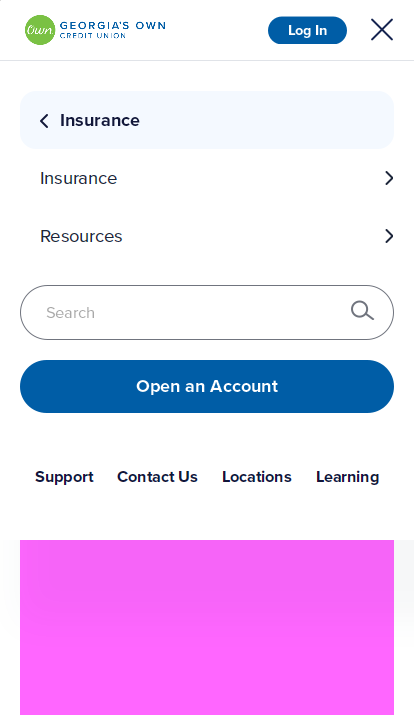 Own
GEORGIA'S OWN
CREDIT UNION
Log In
Insurance
Insurance
Resources
Search
Open an Account
Support Contact Us Locations Learning